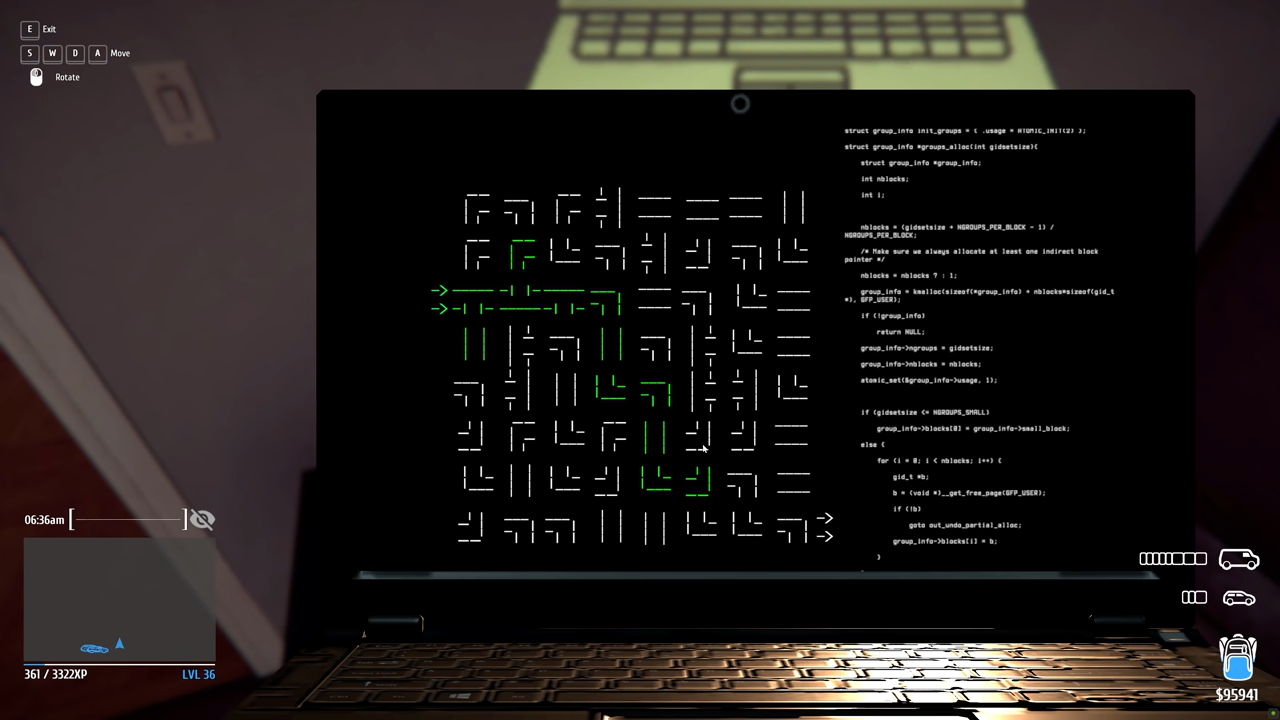 E Exit
S W D A Move
Rotate
struct group_info init_groups = { .usage = ATOMIC_INIT(2) };
struct group_info *groups_alloc(int gidsetsize){
struct group_info *group_info;
int nblocks;
int i;
nblocks = (gidsetsize + NGROUPS_PER_BLOCK - 1) /
NGROUPS_PER_BLOCK;
/* Make sure we always allocate at least one indirect block
pointer */
nblocks = nblocks ? : 1;
group_info = kmalloc(sizeof(*group_info) + nblocks*sizeof(gid_t
*), GFP_USER);
if (!group_info)
return NULL;
group_info->ngroups = gidsetsize;
group_info->nblocks = nblocks;
atomic_set(&group_info->usage, 1);
if (gidsetsize <= NGROUPS_SMALL)
group_info->blocks[0] = group_info->small_block;
else {
for (i = 0; i < nblocks; i++) {
gid_t *b;
b = (void *)__get_free_page(GFP_USER);
if (!b)
goto out_undo_partial_alloc;
group_info->blocks[i] = b;
}
06:36am
361 / 3322XP
LVL 36
$95941